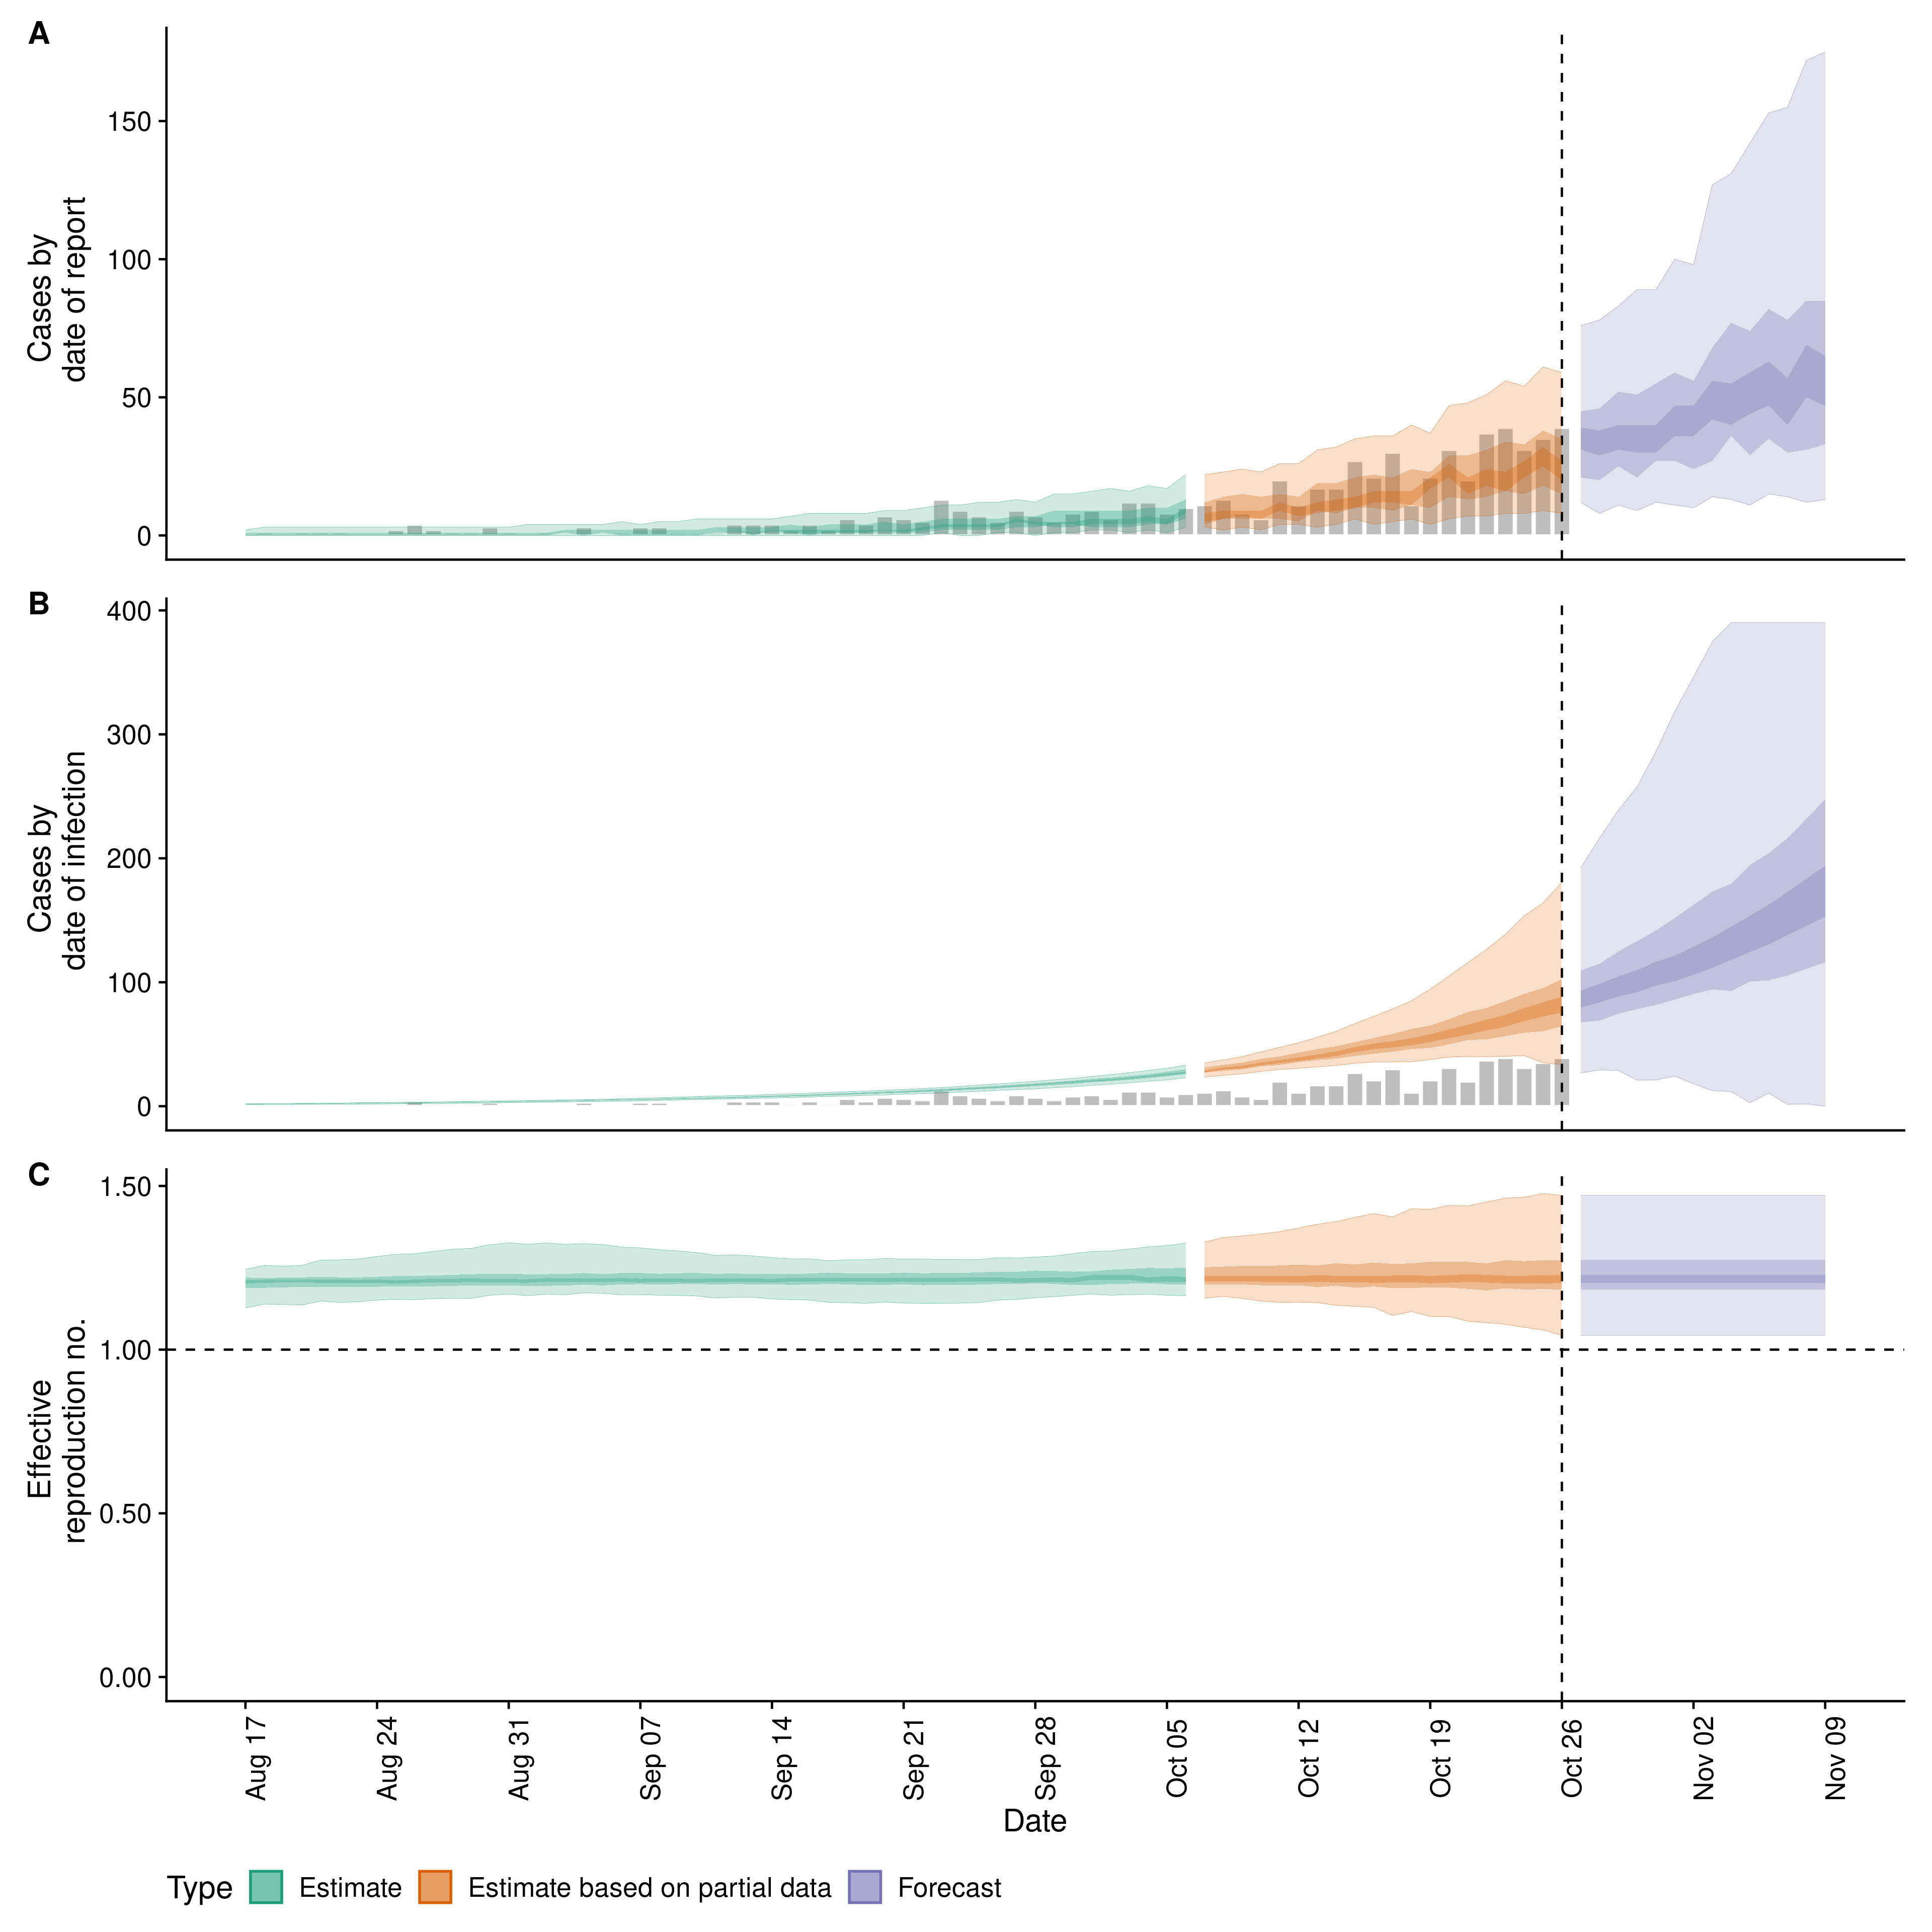 A
Cases by
date of report
150
100
50
0
B
Cases by
date of infection
400
300
200
100
0
C
Effective
reproduction no.
1.50
1.00
0.50
0.00
Aug 17
Aug 24
Aug 31
Sep 07
Sep 14
Sep 21
Sep 28
Oct 05
Oct 12
Oct 19
Oct 26
Nov 02
Nov 09
Date
Type Estimate Estimate based on partial data Forecast